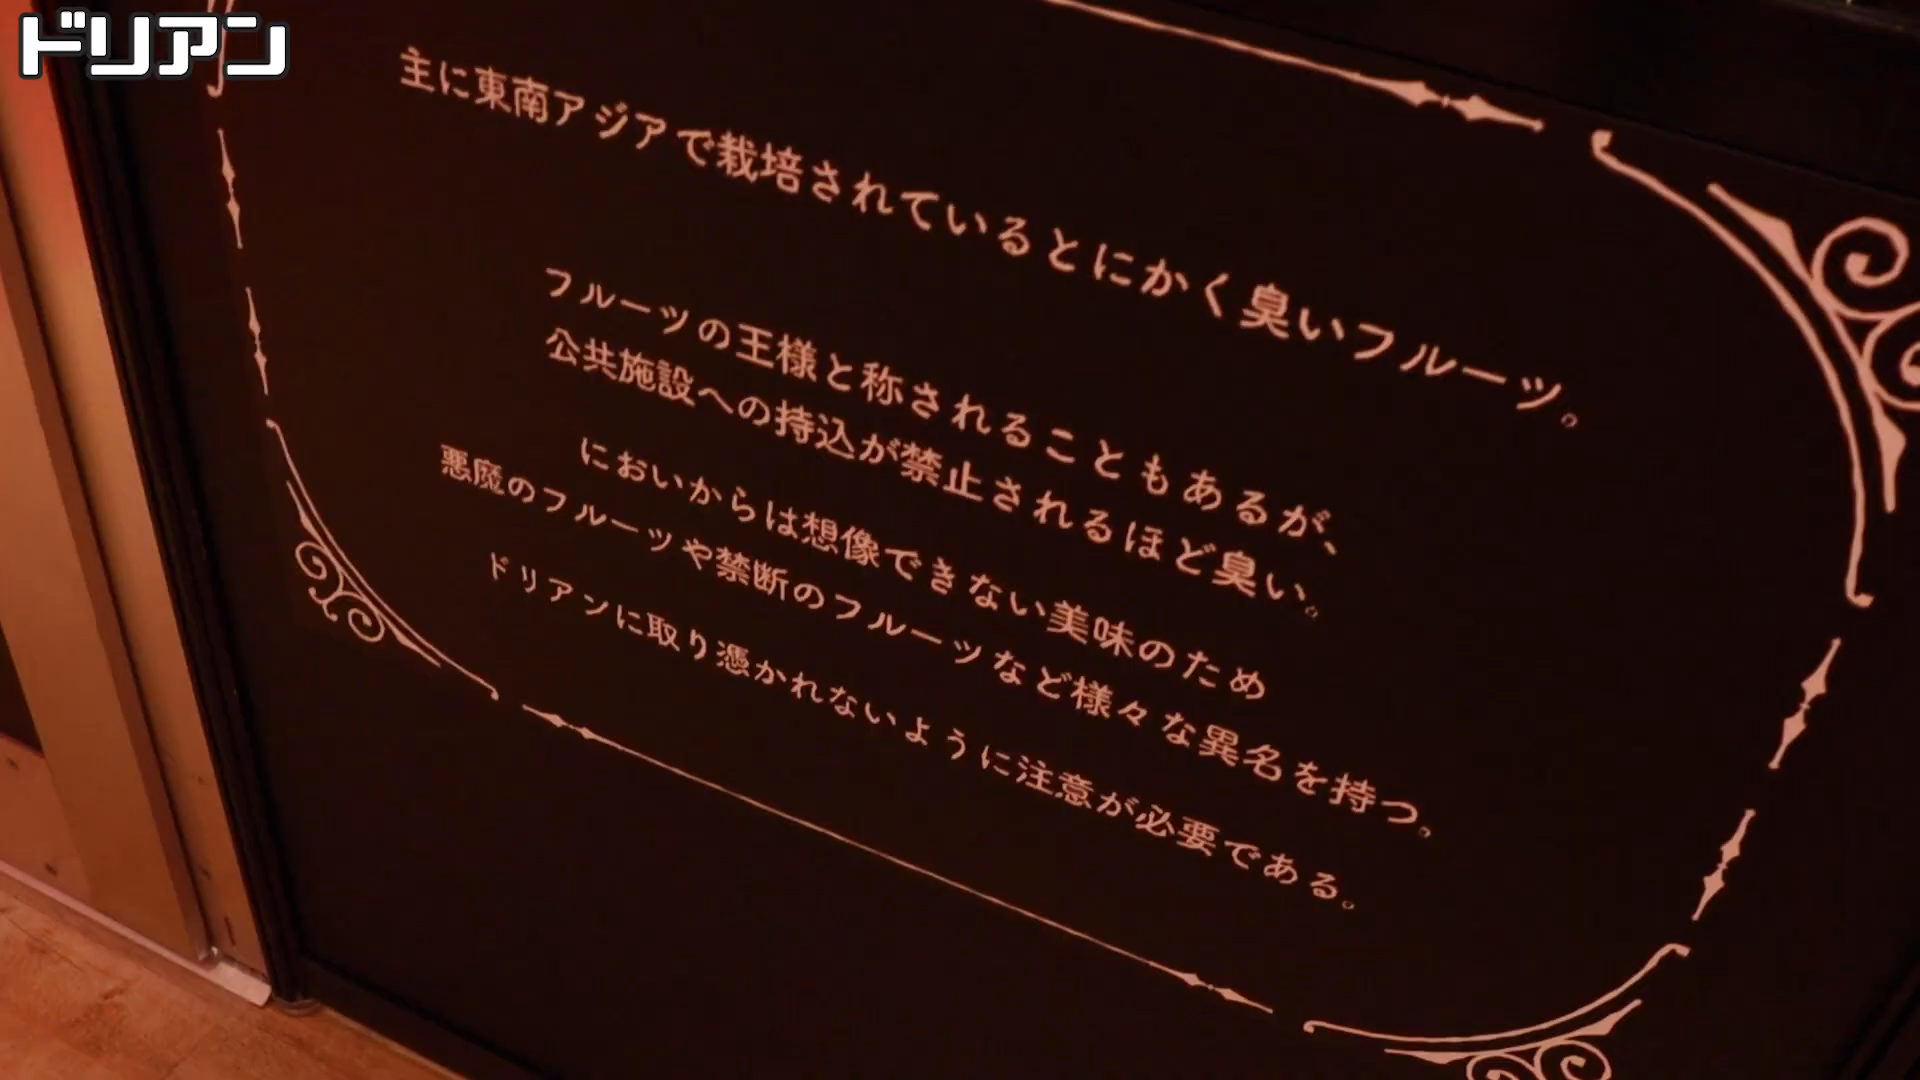 ドリアン
主に東南アジアで栽培されているとにかく臭いフルーツ。
フルーツの王様と称されることもあるが、
公共施設への持込が禁止されるほど臭い。
においからは想像できない美味のため
悪魔のフルーツや禁断のフルーツなど様々な異名を持つ。
ドリアンに取り憑かれないように注意が必要である。